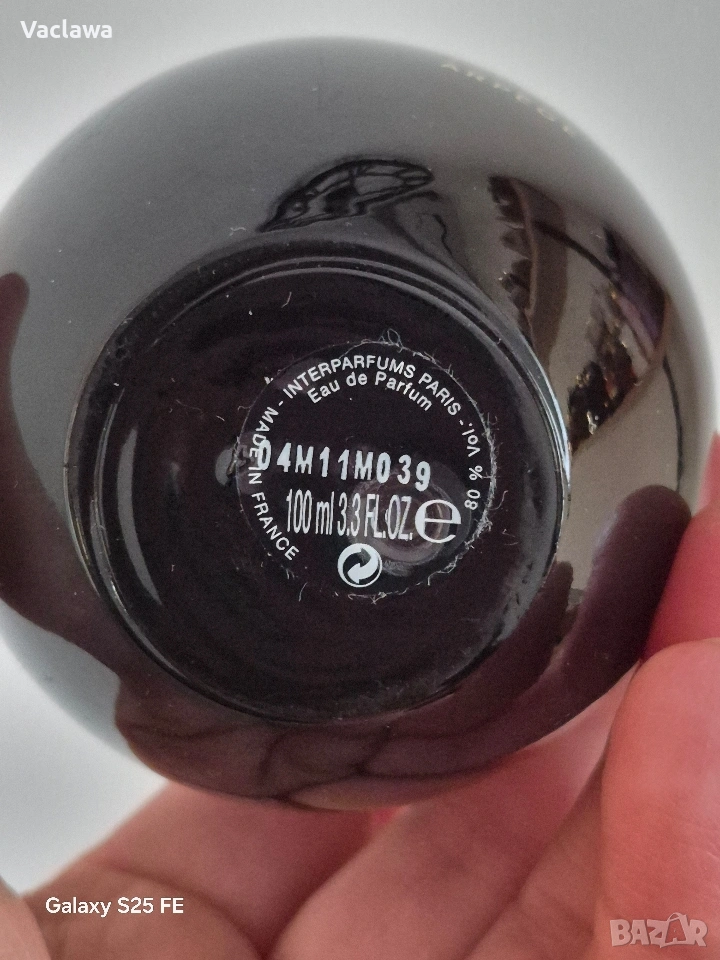 Vaclawa
MADE IN FRANCE - INTERPARFUMS PARIS - vol. 80 %
Eau de Parfum
04M11M039
100 ml 3.3 FL.OZ. e
Galaxy S25 FE
BAZAR